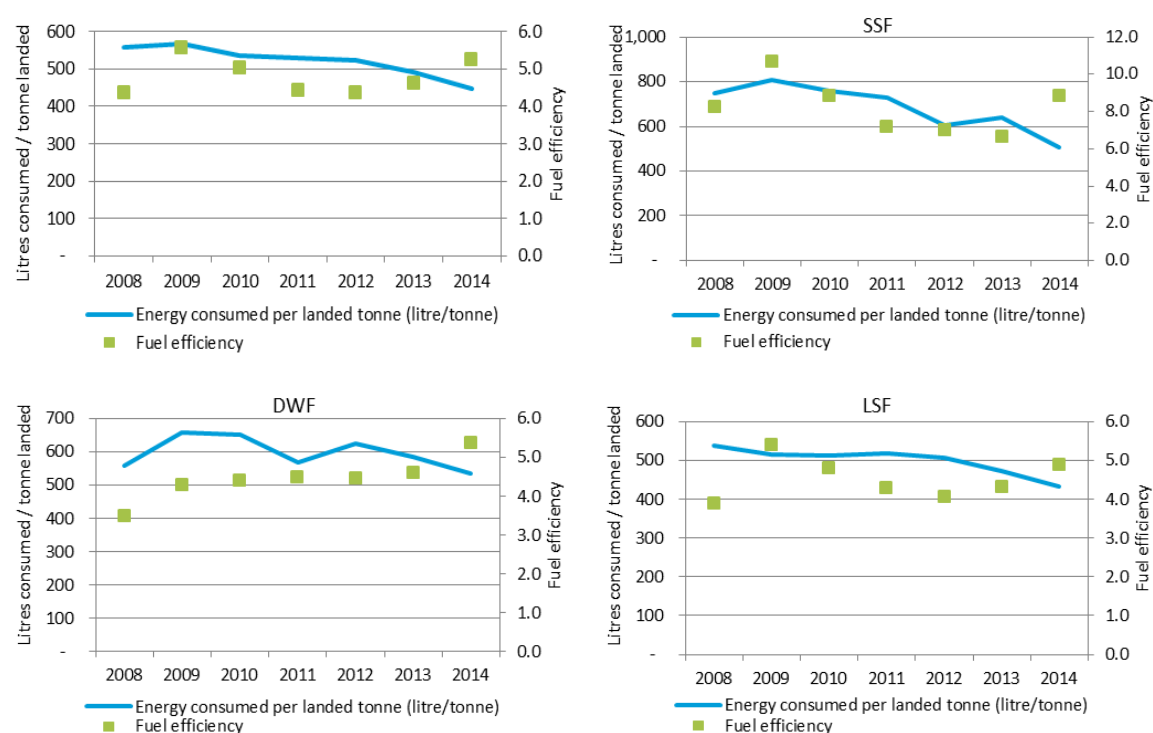 Litres consumed / tonne landed
600
500
400
300
200
100
-
6.0
5.0
4.0
3.0
2.0
1.0
0.0
Fuel efficiency
2008 2009 2010 2011 2012 2013 2014
Energy consumed per landed tonne (litre/tonne)
Fuel efficiency
SSF
Litres consumed / tonne landed
1,000
800
600
400
200
-
12.0
10.0
8.0
6.0
4.0
2.0
0.0
Fuel efficiency
2008 2009 2010 2011 2012 2013 2014
Energy consumed per landed tonne (litre/tonne)
Fuel efficiency
DWF
Litres consumed / tonne landed
700
600
500
400
300
200
100
-
6.0
5.0
4.0
3.0
2.0
1.0
0.0
Fuel efficiency
2008 2009 2010 2011 2012 2013 2014
Energy consumed per landed tonne (litre/tonne)
Fuel efficiency
LSF
Litres consumed / tonne landed
600
500
400
300
200
100
-
6.0
5.0
4.0
3.0
2.0
1.0
0.0
Fuel efficiency
2008 2009 2010 2011 2012 2013 2014
Energy consumed per landed tonne (litre/tonne)
Fuel efficiency